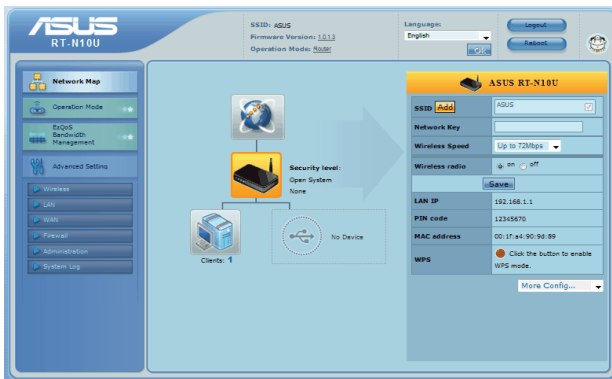 ASUS
RT-N10U
SSID: ASUS
Firmware Version: 1.0.1.3
Operation Mode: Router
Language:
English
OK
Logout
Reboot
Network Map
Operation Mode
EzQoS
Bandwidth
Management
Advanced Setting
Wireless
LAN
WAN
Firewall
Administration
System Log
Security level:
Open System
None
Clients: 1
No Device
ASUS RT-N10U
SSID Add ASUS
Network Key
Wireless Speed Up to 72Mbps
Wireless radio on off
Save
LAN IP 192.168.1.1
PIN code 12345670
MAC address 00:1f:a4:90:9d:89
WPS Click the button to enable
WPS mode.
More Config...